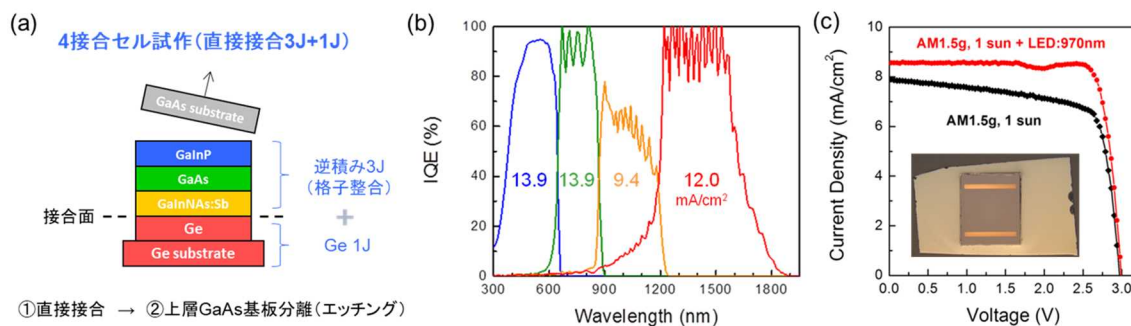 (a)
4接合セル試作(直接接合3J+1J)
GaAs substrate
GaInP
GaAs
GaInNAs:Sb
Ge
Ge substrate
接合面
逆積み3J
(格子整合)
+
Ge 1J
①直接接合 → ②上層GaAs基板分離(エッチング)
(b)
100
80
60
40
20
0
IQE (%)
13.9
13.9
9.4
12.0
mA/cm²
300 600 900 1200 1500 1800
Wavelength (nm)
(c)
10
8
6
4
2
0
Current Density (mA/cm²)
AM1.5g, 1 sun + LED:970nm
AM1.5g, 1 sun
0.0 0.5 1.0 1.5 2.0 2.5 3.0
Voltage (V)